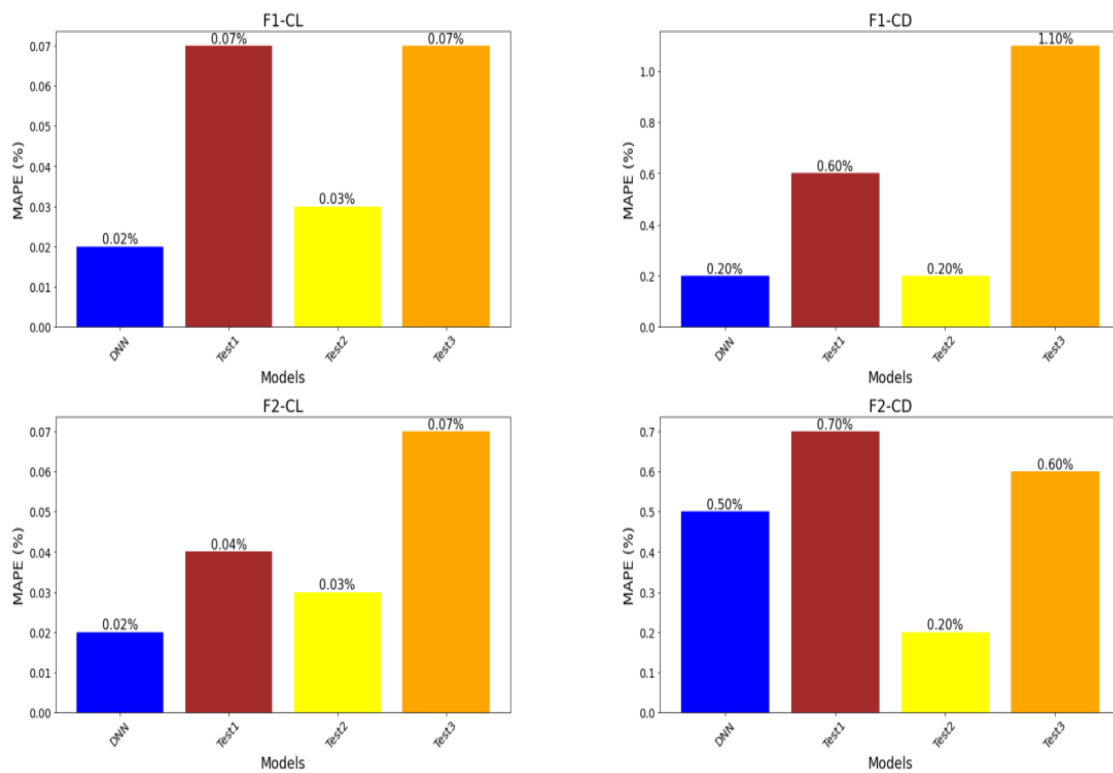 F1-CL
MAPE (%)
0.07
0.06
0.05
0.04
0.03
0.02
0.01
0.00
0.02%
0.07%
0.03%
0.07%
DNN
Test1
Test2
Test3
Models
F1-CD
MAPE (%)
1.0
0.8
0.6
0.4
0.2
0.0
0.20%
0.60%
0.20%
1.10%
DNN
Test1
Test2
Test3
Models
F2-CL
MAPE (%)
0.07
0.06
0.05
0.04
0.03
0.02
0.01
0.00
0.02%
0.04%
0.03%
0.07%
DNN
Test1
Test2
Test3
Models
F2-CD
MAPE (%)
0.7
0.6
0.5
0.4
0.3
0.2
0.1
0.0
0.50%
0.70%
0.20%
0.60%
DNN
Test1
Test2
Test3
Models